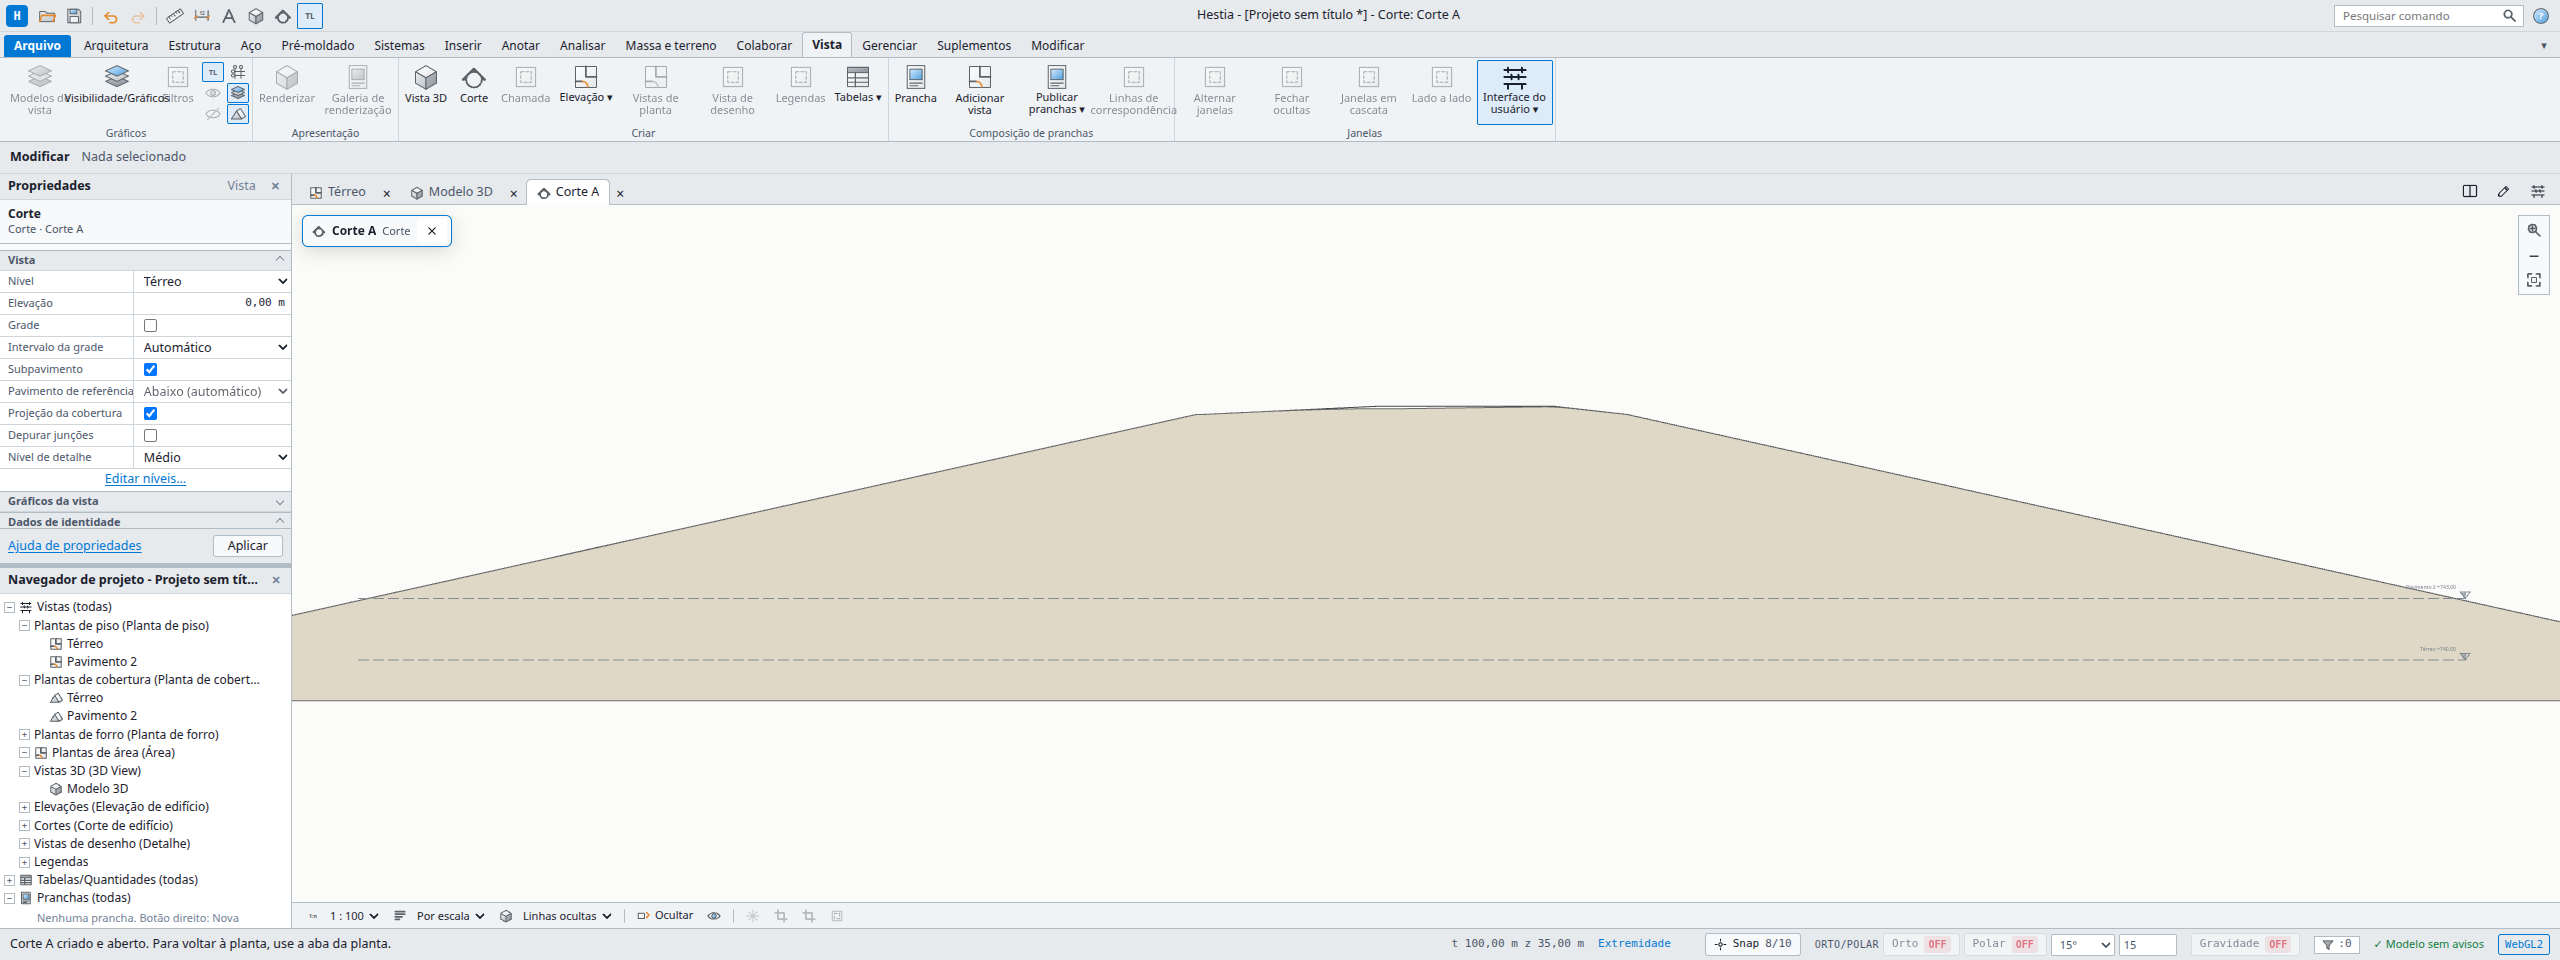 H
TL
Hestia - [Projeto sem título *] - Corte: Corte A
Pesquisar comando
?
Arquivo Arquitetura Estrutura Aço Pré-moldado Sistemas Inserir Anotar Analisar Massa e terreno Colaborar Vista Gerenciar Suplementos Modificar
Visibilidade/Gráficos
vista
TL
Gráficos
Renderizar
Galeria de
renderização
Apresentação
Vista 3D
Corte
Chamada
Elevação ▾
Vistas de
planta
Vista de
desenho
Legendas
Tabelas ▾
Criar
Prancha
Adicionar
vista
Publicar
pranchas ▾
Linhas de
correspondência
Composição de pranchas
Alternar
janelas
Fechar
ocultas
Janelas em
cascata
Lado a lado
Interface do
usuário ▾
Janelas
Modificar Nada selecionado
Propriedades Vista ×
Corte
Corte · Corte A
Vista
Nível Térreo
Elevação 0,00 m
Grade
Intervalo da grade Automático
Subpavimento
Pavimento de referência Abaixo (automático)
Projeção da cobertura
Depurar junções
Nível de detalhe Médio
Editar níveis...
Gráficos da vista
Dados de identidade
Ajuda de propriedades Aplicar
Navegador de projeto - Projeto sem tít... ×
Vistas (todas)
Plantas de piso (Planta de piso)
Térreo
Pavimento 2
Plantas de cobertura (Planta de cobert...
Térreo
Pavimento 2
Plantas de forro (Planta de forro)
Plantas de área (Área)
Vistas 3D (3D View)
Modelo 3D
Elevações (Elevação de edifício)
Cortes (Corte de edifício)
Vistas de desenho (Detalhe)
Legendas
Tabelas/Quantidades (todas)
Pranchas (todas)
Nenhuma prancha. Botão direito: Nova
Térreo × Modelo 3D × Corte A ×
Corte A Corte ×
Térreo +740.00
1 : 100 Por escala Linhas ocultas Ocultar
Corte A criado e aberto. Para voltar à planta, use a aba da planta.
t 100,00 m z 35,00 m Extremidade Snap 8/10 ORTO/POLAR Orto OFF Polar OFF 15° 15 Gravidade OFF :0 ✓ Modelo sem avisos WebGL2